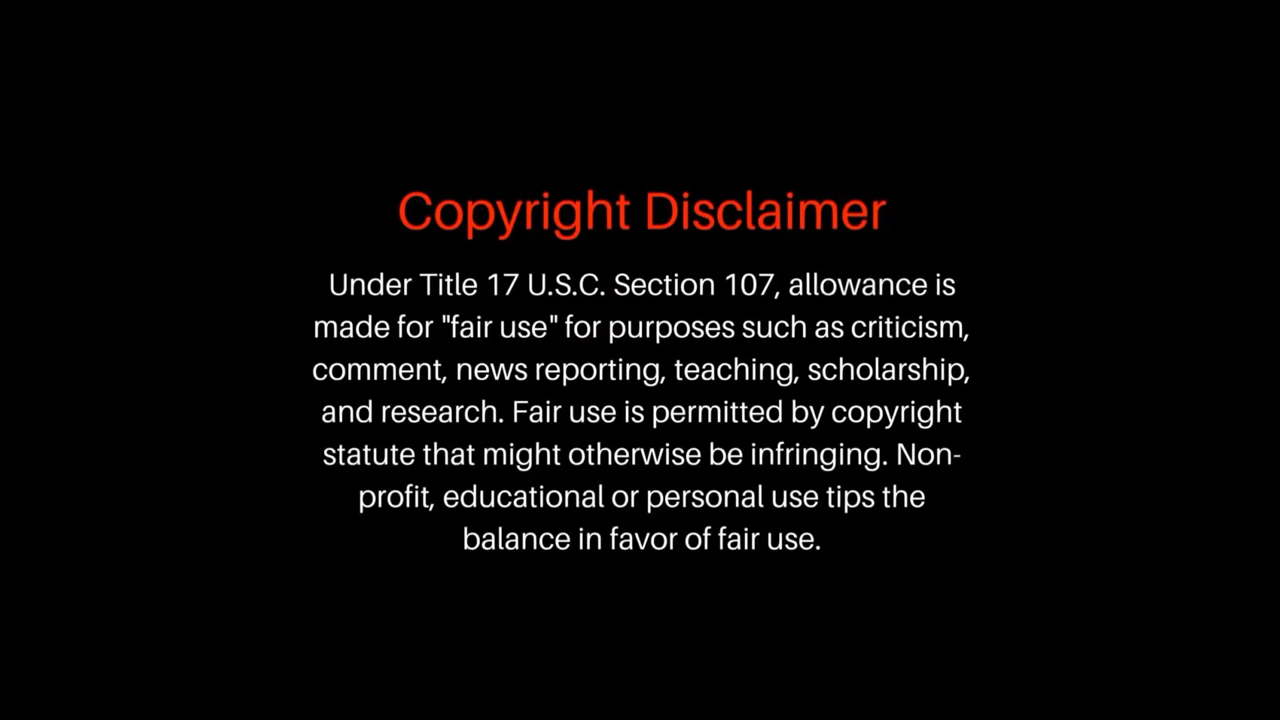 Copyright Disclaimer
Under Title 17 U.S.C. Section 107, allowance is
made for "fair use" for purposes such as criticism,
comment, news reporting, teaching, scholarship,
and research. Fair use is permitted by copyright
statute that might otherwise be infringing. Non-
profit, educational or personal use tips the
balance in favor of fair use.